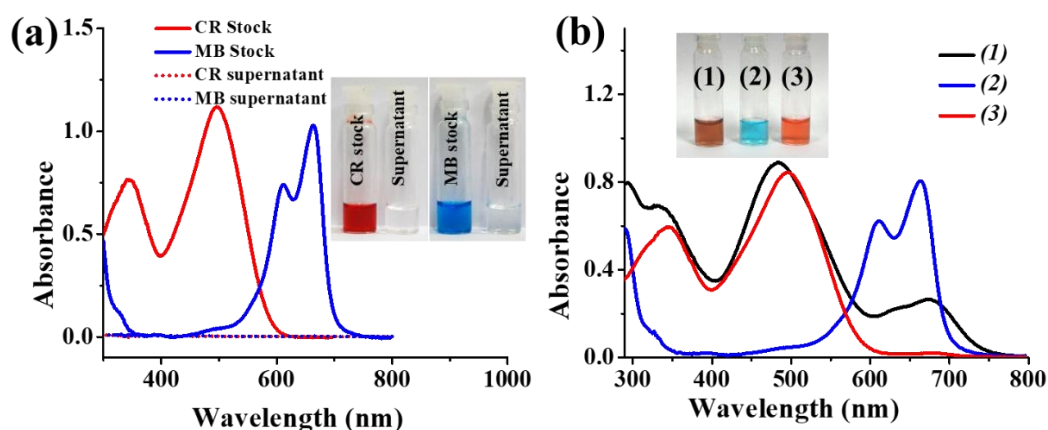 (a)
1.5
1.0
0.5
0.0
Absorbance
CR Stock
MB Stock
CR supernatant
MB supernatant
CR stock
Supernatant
MB stock
Supernatant
400
600
800
1000
Wavelength (nm)
(b)
1.2
0.8
0.4
0.0
Absorbance
(1)
(2)
(3)
(1)
(2)
(3)
290
400
500
600
700
800
Wavelength (nm)